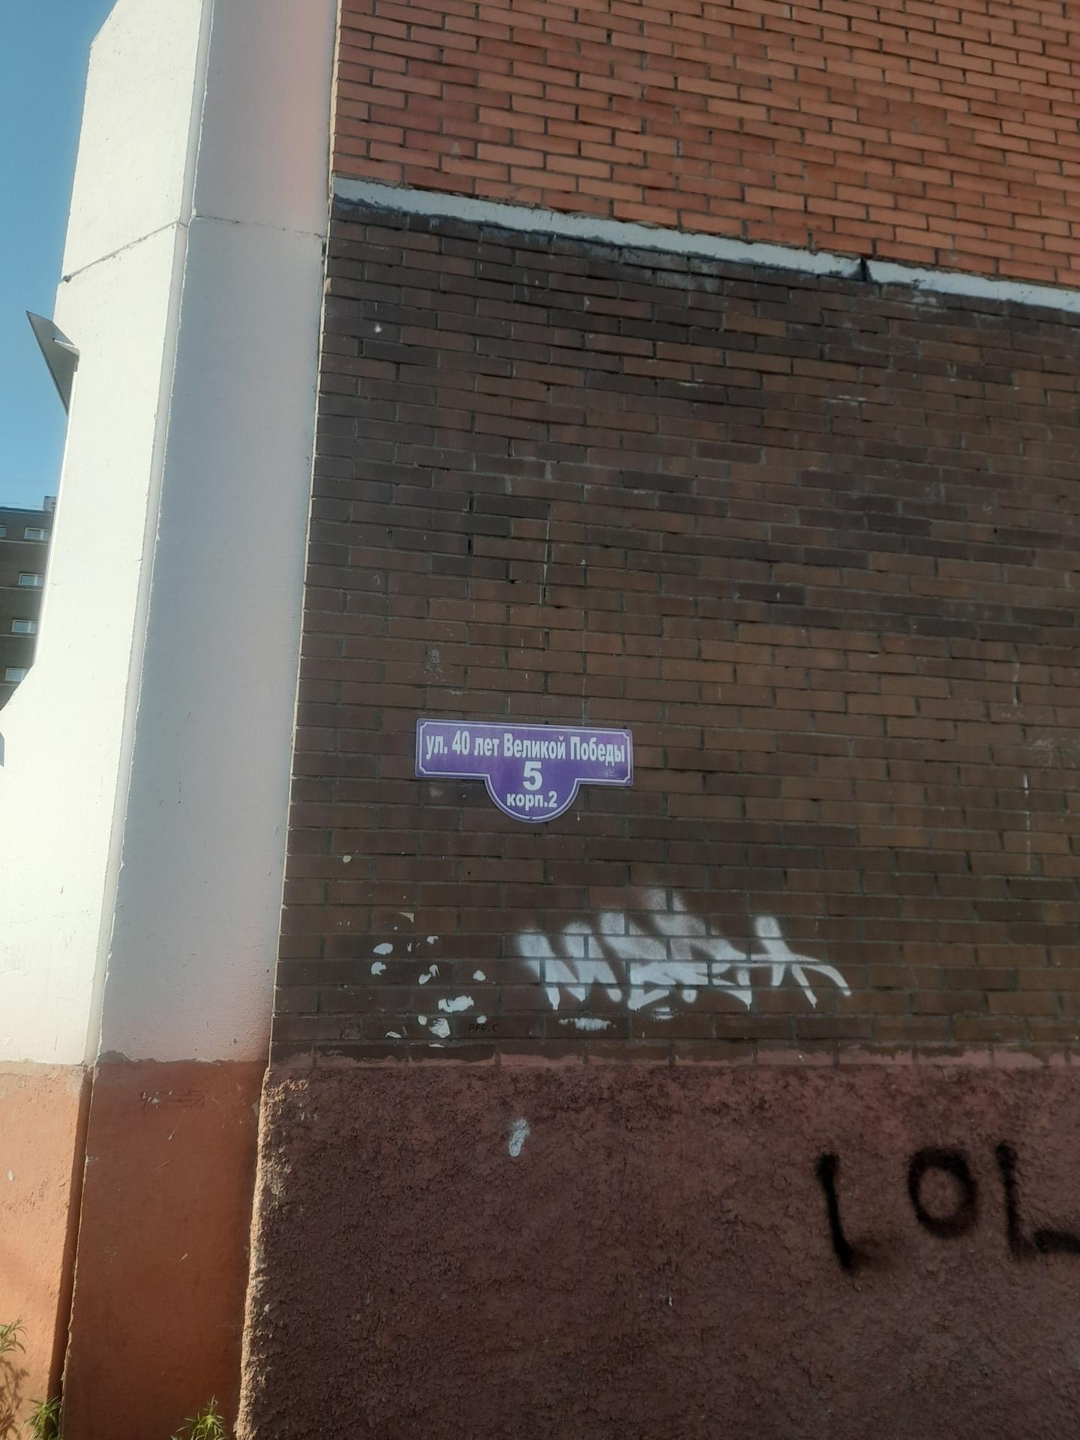 ул. 40 лет Великой Победы
5
корп.2
LOL